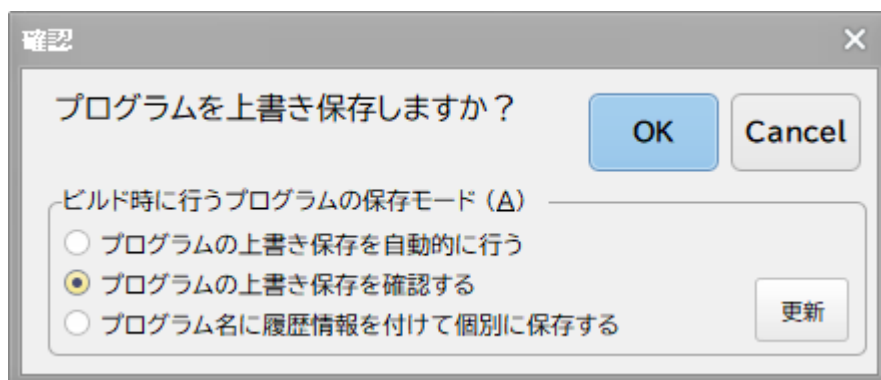 確認
プログラムを上書き保存しますか？
OK
Cancel
ビルド時に行うプログラムの保存モード（A）
プログラムの上書き保存を自動的に行う
プログラムの上書き保存を確認する
プログラム名に履歴情報を付けて個別に保存する
更新